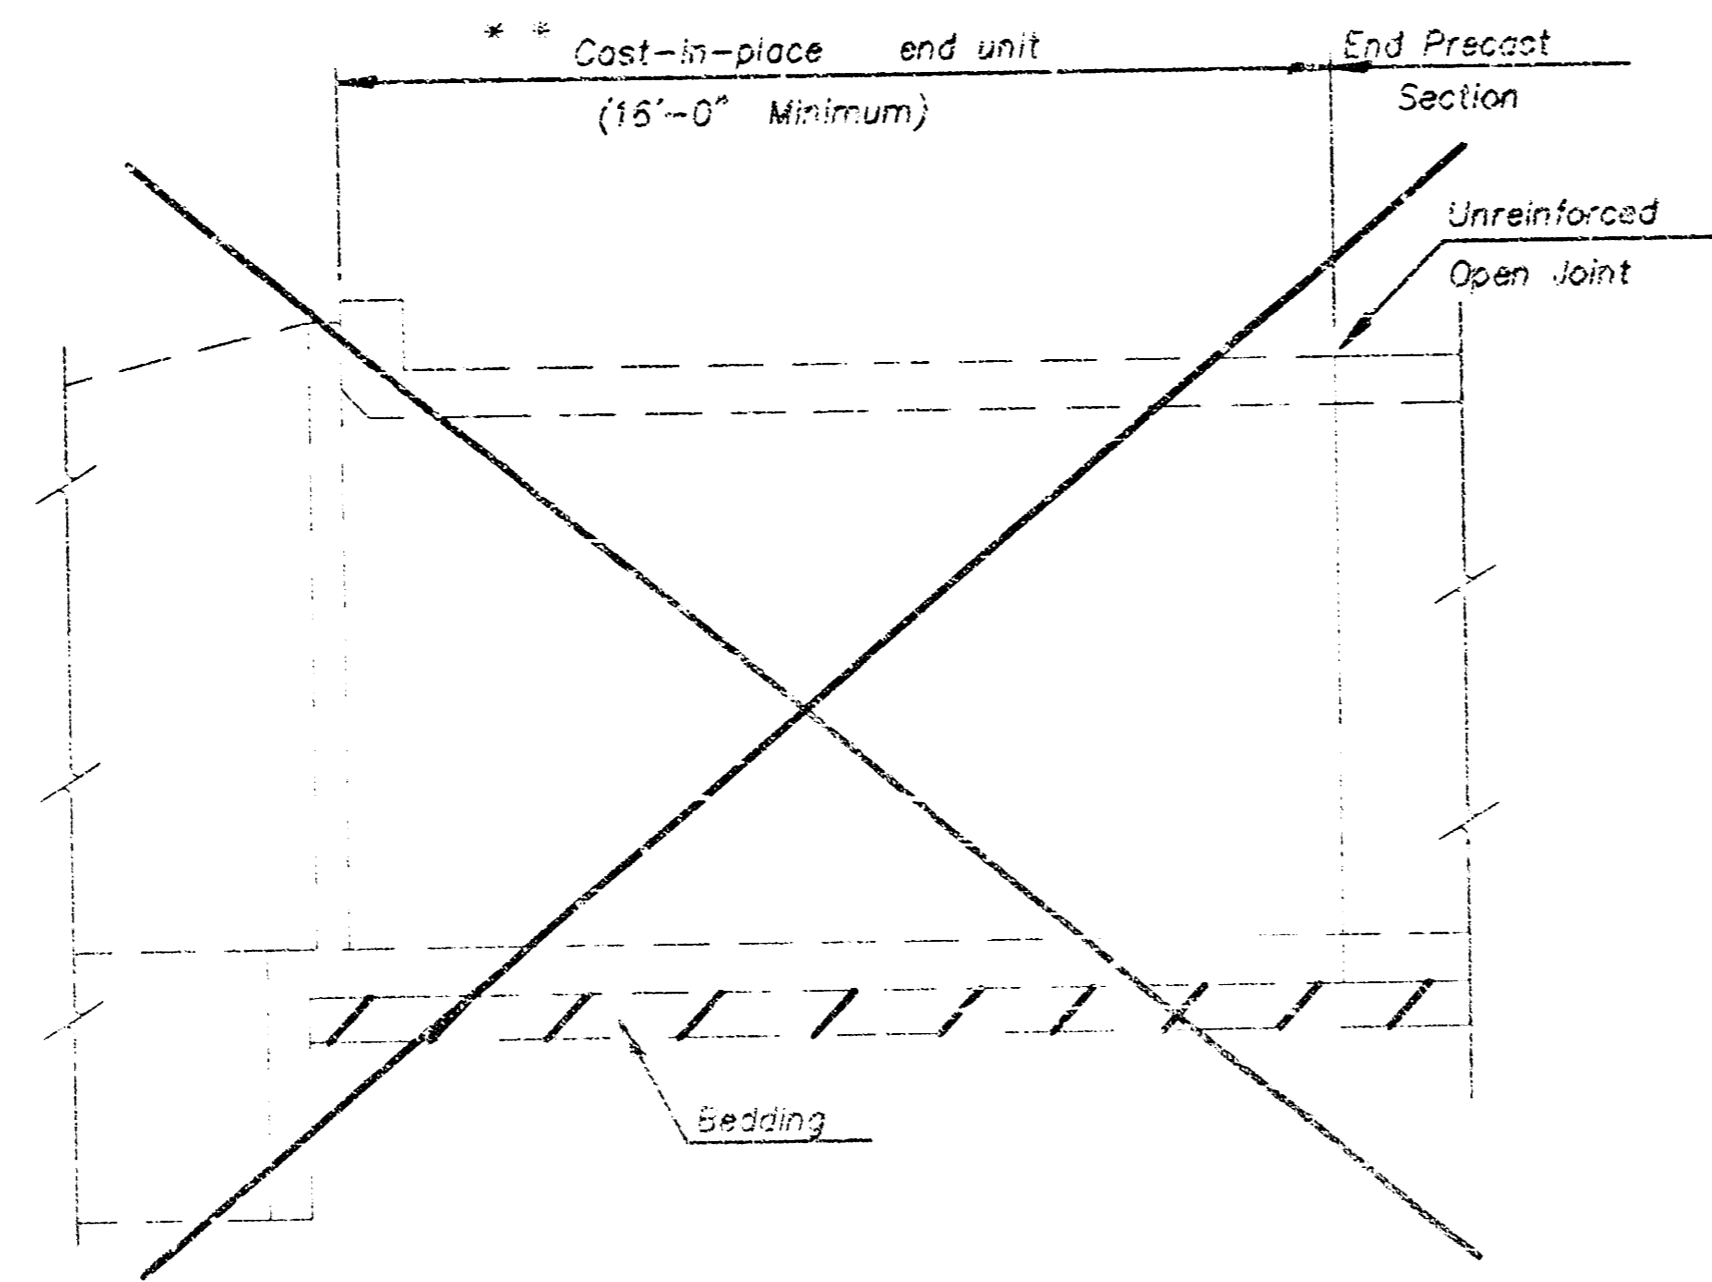 * * Cast-in-place end unit
(16'-0" Minimum)
End Precast
Section
Unreinforced
Open Joint
Bedding